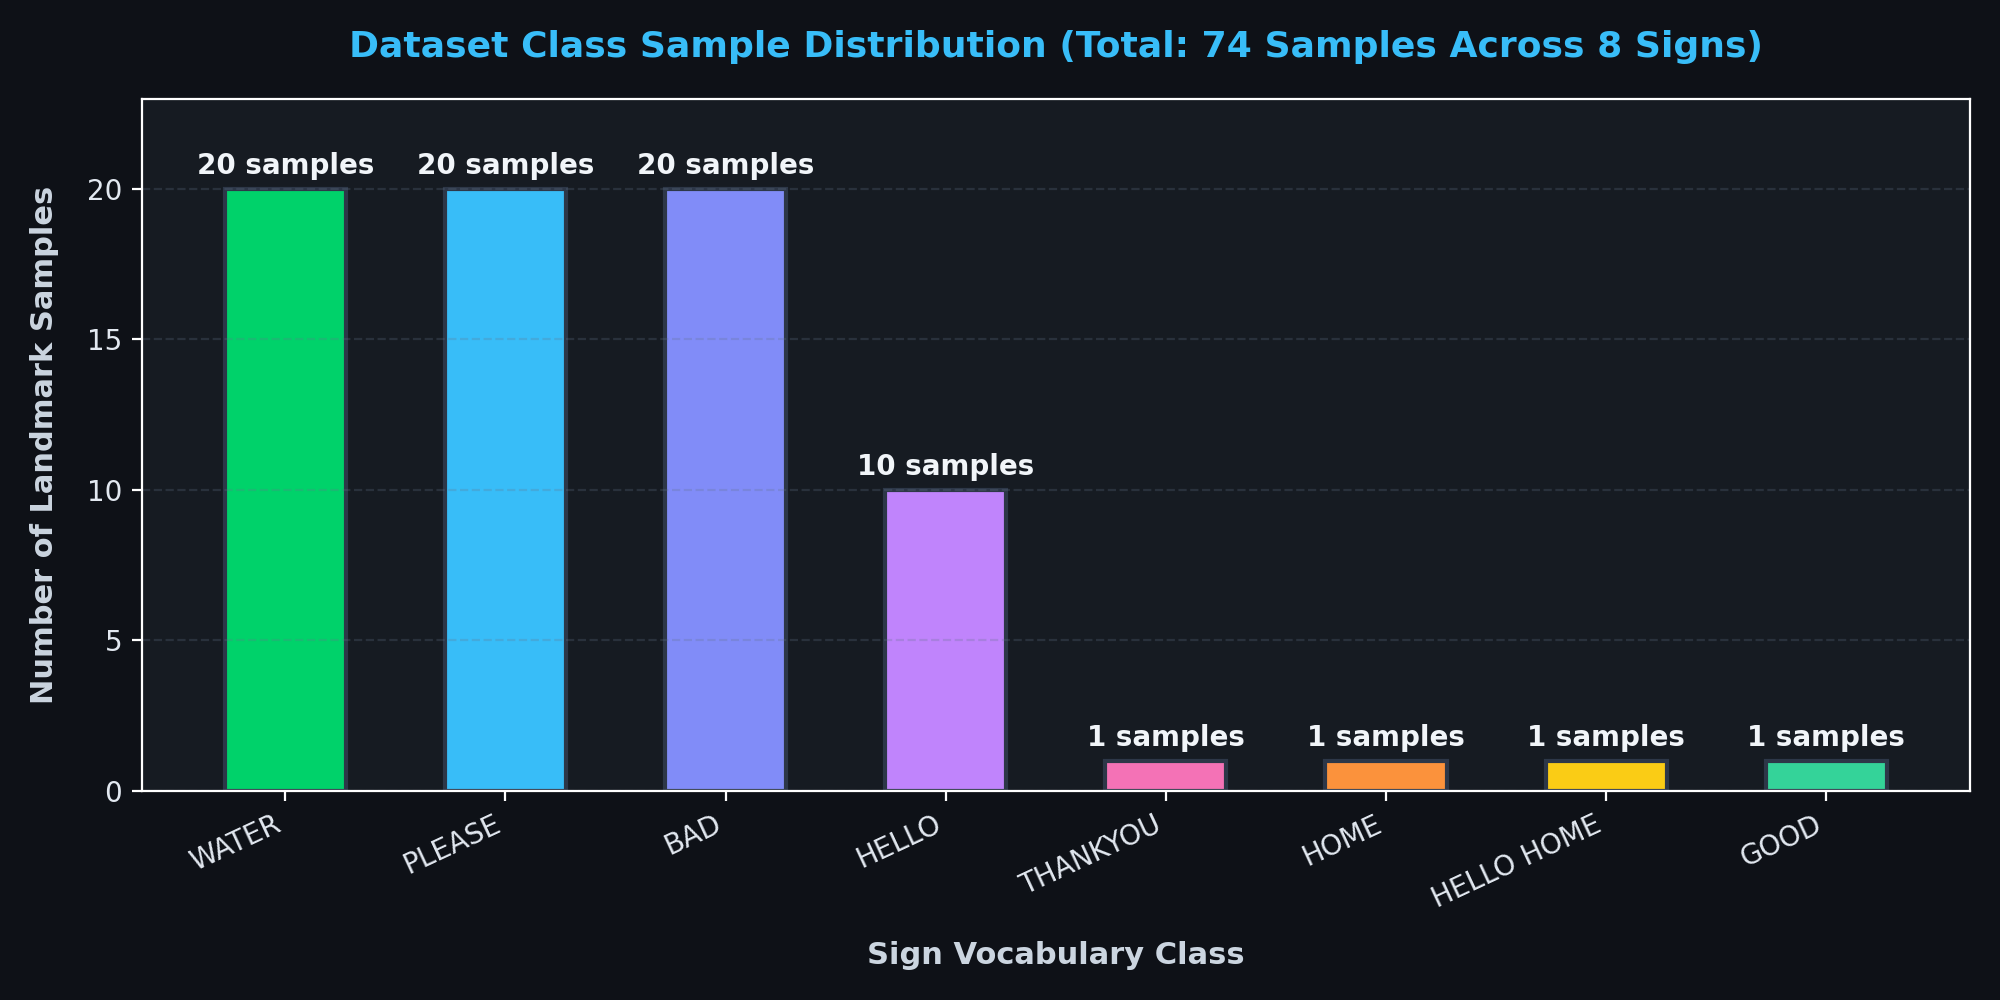 Dataset Class Sample Distribution (Total: 74 Samples Across 8 Signs)
Number of Landmark Samples
20
15
10
5
0
20 samples
20 samples
20 samples
10 samples
1 samples
1 samples
1 samples
1 samples
WATER
PLEASE
BAD
HELLO
THANKYOU
HOME
HELLO HOME
GOOD
Sign Vocabulary Class